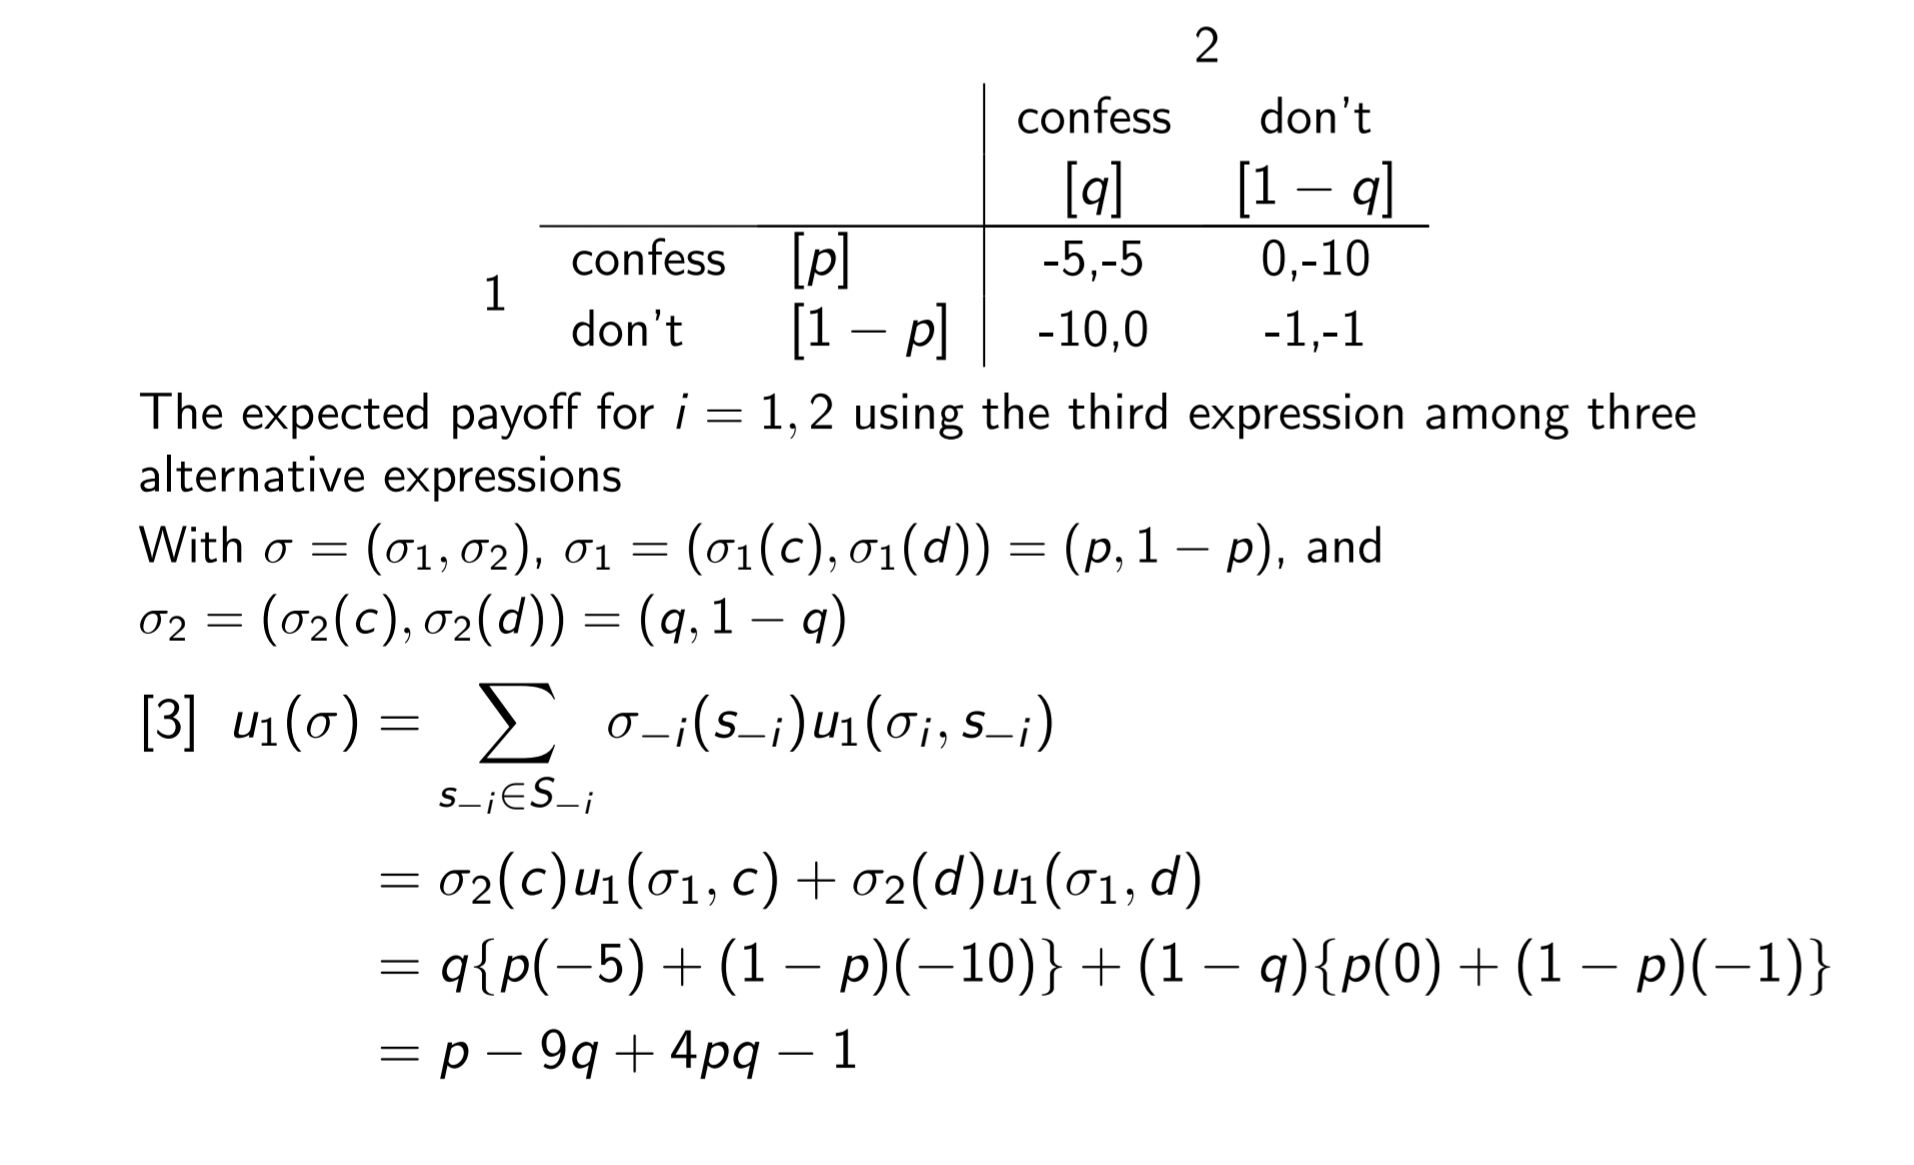 2
confess don't
[q] [1 − q]
confess [p] -5,-5 0,-10
1
don't [1 − p] -10,0 -1,-1
The expected payoff for i = 1, 2 using the third expression among three
alternative expressions
With σ = (σ₁, σ₂), σ₁ = (σ₁(c), σ₁(d)) = (p, 1 − p), and
σ₂ = (σ₂(c), σ₂(d)) = (q, 1 − q)
[3] u₁(σ) = ∑ σ₋ᵢ(s₋ᵢ)u₁(σᵢ, s₋ᵢ)
s₋ᵢ∈S₋ᵢ
= σ₂(c)u₁(σ₁, c) + σ₂(d)u₁(σ₁, d)
= q{p(−5) + (1 − p)(−10)} + (1 − q){p(0) + (1 − p)(−1)}
= p − 9q + 4pq − 1